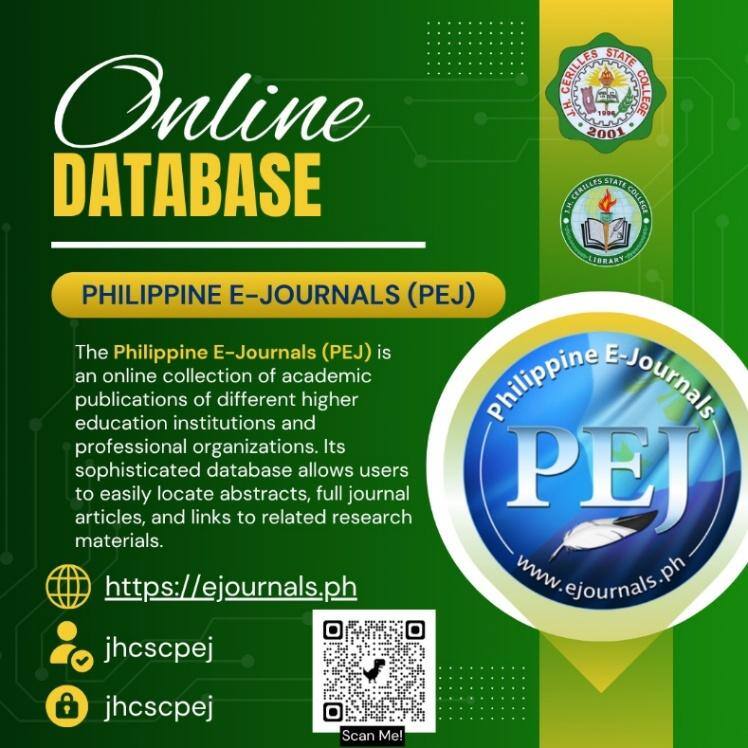 Online
DATABASE
J.H. CERILLES STATE COLLEGE
1996
2001
J.H. CERILLES STATE COLLEGE
LIBRARY
PHILIPPINE E-JOURNALS (PEJ)
The Philippine E-Journals (PEJ) is
an online collection of academic
publications of different higher
education institutions and
professional organizations. Its
sophisticated database allows users
to easily locate abstracts, full journal
articles, and links to related research
materials.
Philippine E-Journals
PEJ
www.ejournals.ph
https://ejournals.ph
jhcscpej
jhcscpej
Scan Me!